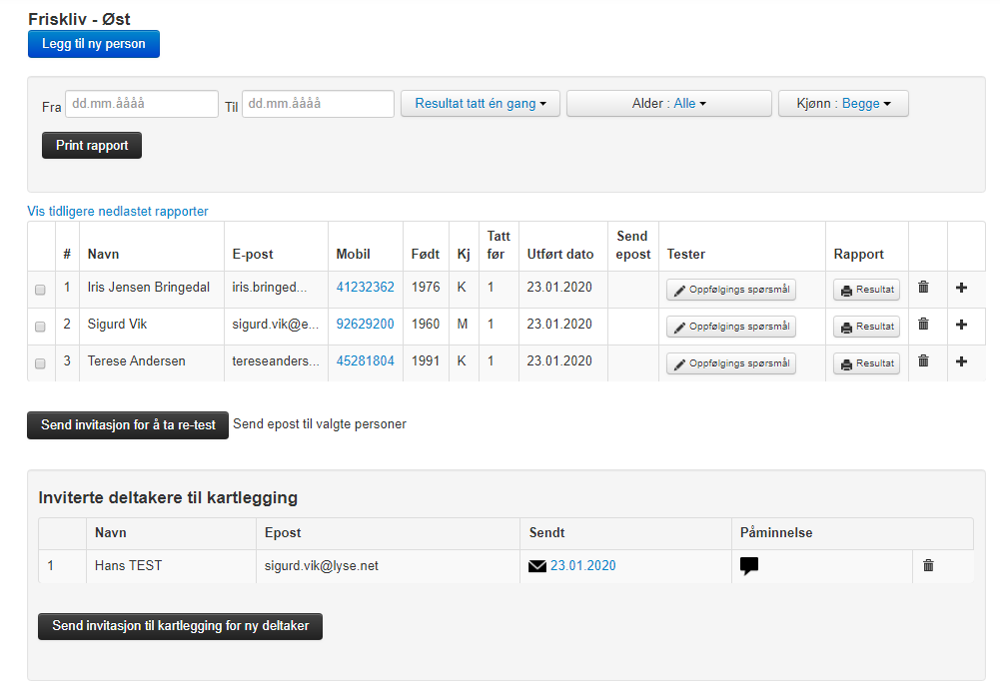 Friskliv - Øst
Legg til ny person
Fra dd.mm.åååå Til dd.mm.åååå Resultat tatt én gang Alder : Alle Kjønn : Begge
Print rapport
Vis tidligere nedlastet rapporter
# Navn E-post Mobil Født Kj Tatt før Utført dato Send epost Tester Rapport
1 Iris Jensen Bringedal iris.bringed... 41232362 1976 K 1 23.01.2020 Oppfølgings spørsmål Resultat
2 Sigurd Vik sigurd.vik@e... 92629200 1960 M 1 23.01.2020 Oppfølgings spørsmål Resultat
3 Terese Andersen tereseanders... 45281804 1991 K 1 23.01.2020 Oppfølgings spørsmål Resultat
Send invitasjon for å ta re-test Send epost til valgte personer
Inviterte deltakere til kartlegging
Navn Epost Sendt Påminnelse
1 Hans TEST sigurd.vik@lyse.net 23.01.2020
Send invitasjon til kartlegging for ny deltaker